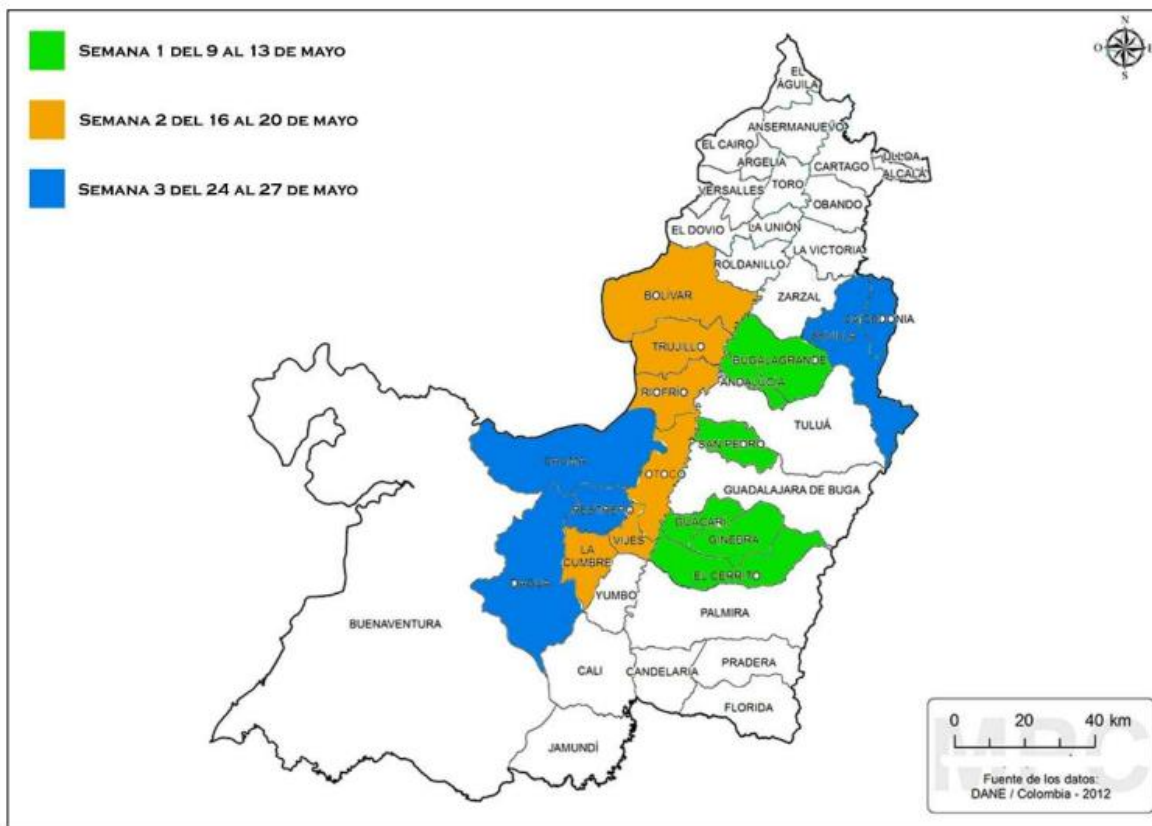 SEMANA 1 DEL 9 AL 13 DE MAYO
SEMANA 2 DEL 16 AL 20 DE MAYO
SEMANA 3 DEL 24 AL 27 DE MAYO
N
O
E
S
EL
ÁGUILA
ANSERMANUEVO
EL CAIRO
ARGELIA
CARTAGO
ULLOA
ALCALÁ
VERSALLES
TORO
OBANDO
EL DOVIO
LA UNIÓN
LA VICTORIA
ROLDANILLO
BOLÍVAR
ZARZAL
CAICEDONIA
SEVILLA
TRUJILLO
BUGALAGRANDE
ANDALUCÍA
RIOFRÍO
TULUÁ
SAN PEDRO
YOTOCO
GUADALAJARA DE BUGA
RESTREPO
GUACARÍ
GINEBRA
VIJES
LA
CUMBRE
EL CERRITO
YUMBO
PALMIRA
BUENAVENTURA
CALI
CANDELARIA
PRADERA
FLORIDA
JAMUNDÍ
0 20 40 km
MPC
Fuente de los datos:
DANE / Colombia - 2012